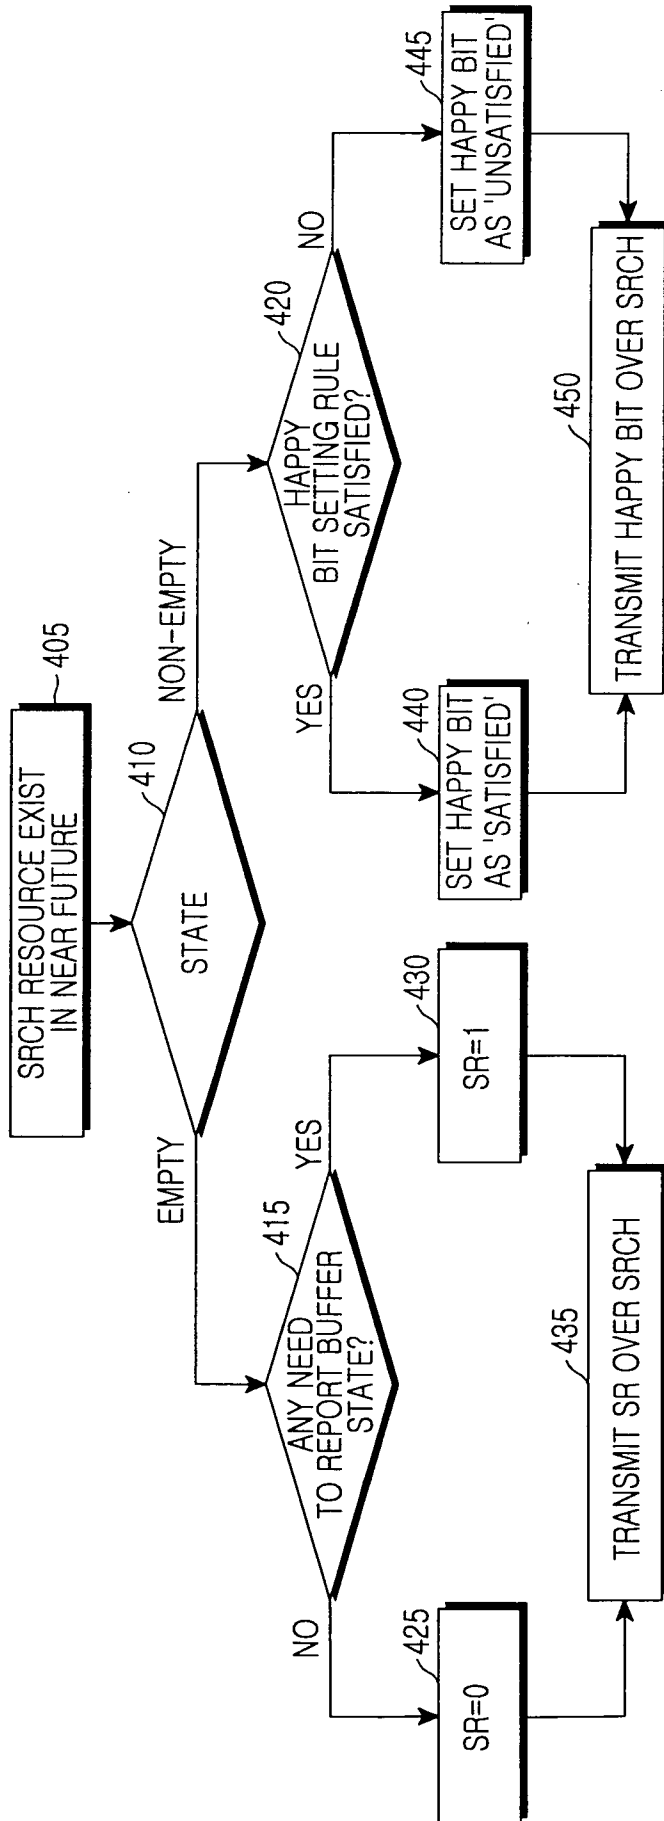 SRCH RESOURCE EXIST
IN NEAR FUTURE
405
410
STATE
EMPTY
NON-EMPTY
415
ANY NEED
TO REPORT BUFFER
STATE?
420
HAPPY
BIT SETTING RULE
SATISFIED?
NO
YES
YES
NO
425
SR=0
430
SR=1
440
SET HAPPY BIT
AS 'SATISFIED'
445
SET HAPPY BIT
AS 'UNSATISFIED'
435
TRANSMIT SR OVER SRCH
450
TRANSMIT HAPPY BIT OVER SRCH